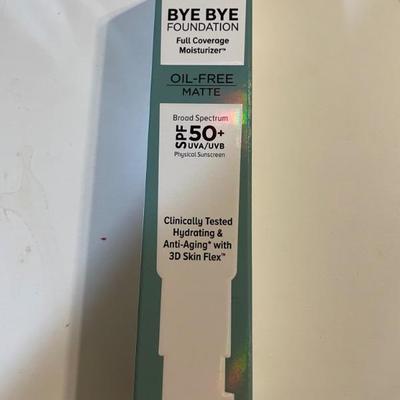 BYE BYE
FOUNDATION
Full Coverage
Moisturizer™
OIL-FREE
MATTE
Broad Spectrum
SPF 50+
UVA/UVB
Physical Sunscreen
Clinically Tested
Hydrating &
Anti-Aging* with
3D Skin Flex™